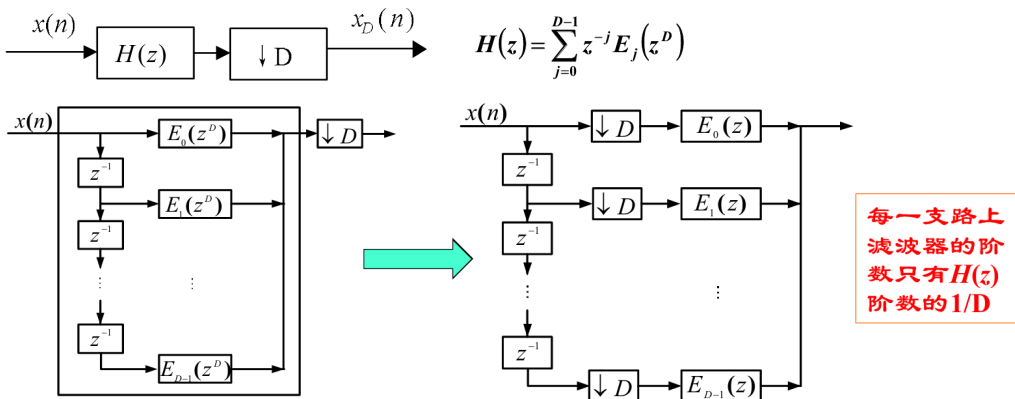 x(n)
H(z)
↓ D
x_D(n)
H(z) = \sum_{j=0}^{D-1} z^{-j} E_j(z^D)
x(n)
E_0(z^D)
↓ D
z^{-1}
E_1(z^D)
z^{-1}
⋮
⋮
z^{-1}
E_{D-1}(z^D)
x(n)
↓ D
E_0(z)
z^{-1}
↓ D
E_1(z)
z^{-1}
⋮
⋮
z^{-1}
↓ D
E_{D-1}(z)
每一支路上
滤波器的阶
数只有H(z)
阶数的1/D